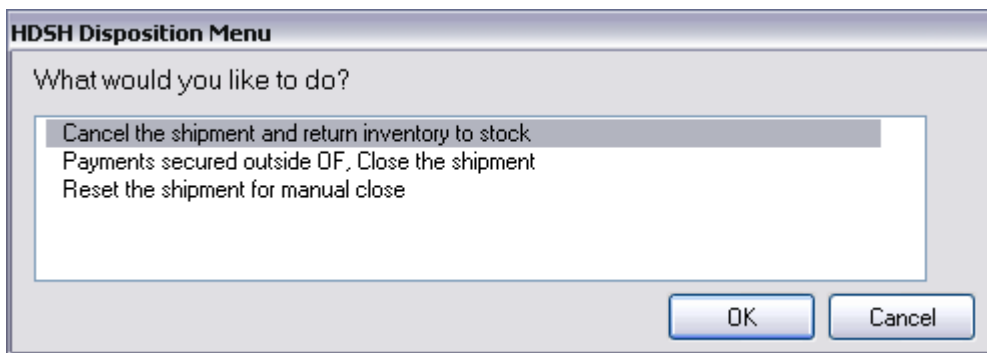 HDSH Disposition Menu
What would you like to do?
Cancel the shipment and return inventory to stock
Payments secured outside OF, Close the shipment
Reset the shipment for manual close
OK Cancel